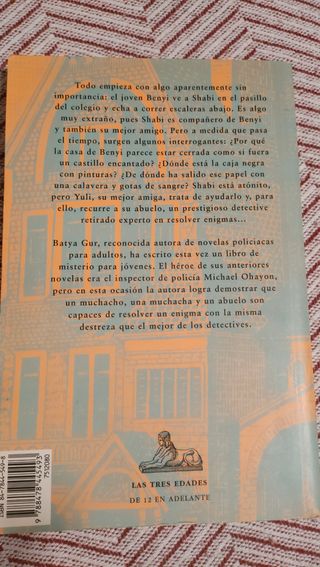 Todo empieza con algo aparentemente sin
importancia: el joven Benyi ve a Shabi en el pasillo
del colegio y echa a correr escaleras abajo. Es algo
muy extraño, pues Shabi es compañero de Benyi
y también su mejor amigo. Pero a medida que pasa
el tiempo, surgen algunos interrogantes: ¿Por qué
la casa de Benyi parece estar cerrada como si fuera
un castillo encantado? ¿Dónde está la caja negra
con pinturas? ¿De dónde ha salido ese papel con
una calavera y gotas de sangre? Shabi está atónito,
pero Yuli, su mejor amiga, trata de ayudarlo y, para
ello, recurre a su abuelo, un prestigioso detective
retirado experto en resolver enigmas...
Batya Gur, reconocida autora de novelas policiacas
para adultos, ha escrito esta vez un libro de
misterio para jóvenes. El héroe de sus anteriores
novelas era el inspector de policía Michael Ohayon,
pero en esta ocasión la autora logra demostrar que
un muchacho, una muchacha y un abuelo son
capaces de resolver un enigma con la misma
destreza que el mejor de los detectives.
LAS TRES EDADES
DE 12 EN ADELANTE
ISBN 84-7844-549-8
9 788478 445493
7512080